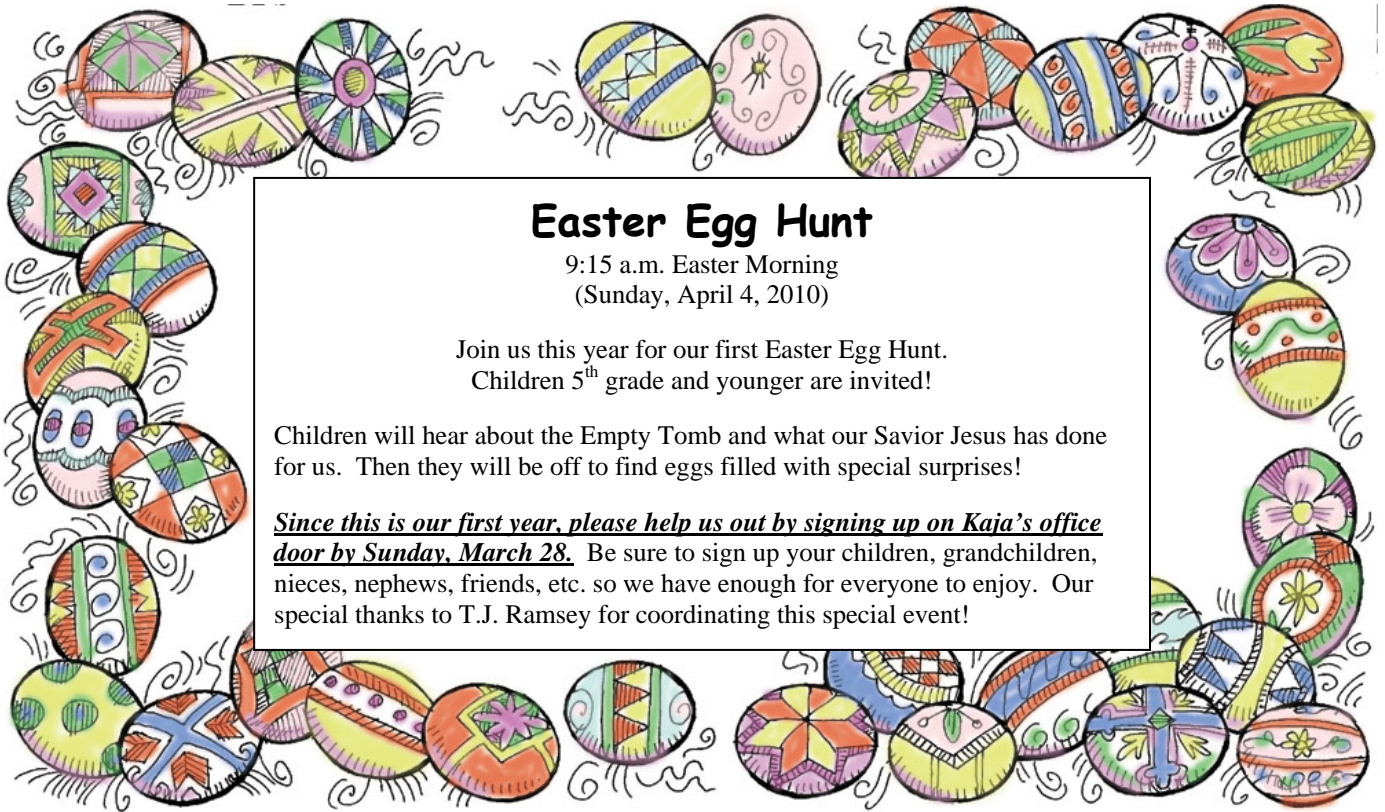 Easter Egg Hunt
9:15 a.m. Easter Morning
(Sunday, April 4, 2010)
Join us this year for our first Easter Egg Hunt.
Children 5th grade and younger are invited!
Children will hear about the Empty Tomb and what our Savior Jesus has done
for us.  Then they will be off to find eggs filled with special surprises!
Since this is our first year, please help us out by signing up on Kaja's office
door by Sunday, March 28.  Be sure to sign up your children, grandchildren,
nieces, nephews, friends, etc. so we have enough for everyone to enjoy.  Our
special thanks to T.J. Ramsey for coordinating this special event!